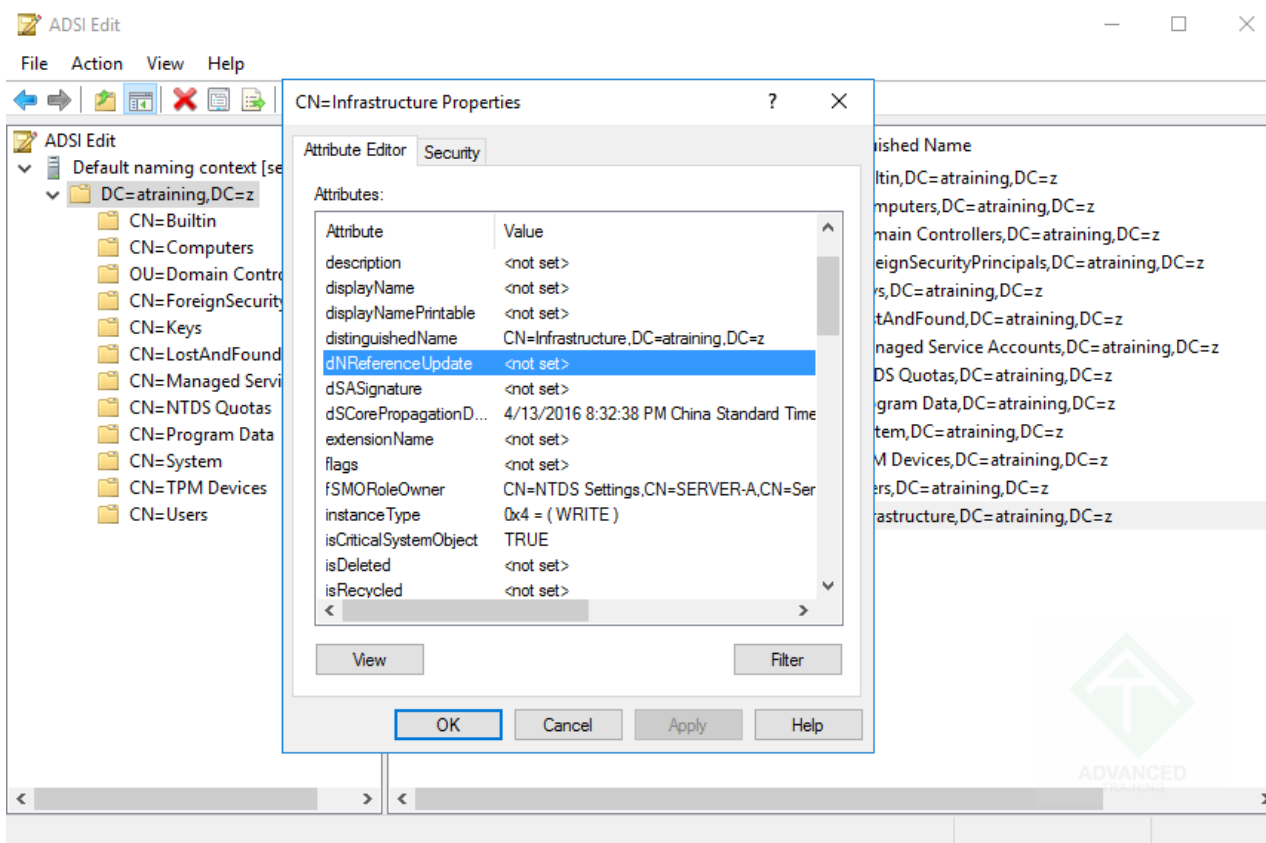 ADSI Edit
File Action View Help
CN=Infrastructure Properties
?
Attribute Editor Security
Attributes:
Attribute Value
description <not set>
displayName <not set>
displayNamePrintable <not set>
distinguishedName CN=Infrastructure,DC=atraining,DC=z
dNReferenceUpdate <not set>
dSASignature <not set>
dSCorePropagationD... 4/13/2016 8:32:38 PM China Standard Time
extensionName <not set>
flags <not set>
fSMORoleOwner CN=NTDS Settings,CN=SERVER-A,CN=Ser
instanceType 0x4 = ( WRITE )
isCriticalSystemObject TRUE
isDeleted <not set>
isRecycled <not set>
View Filter
OK Cancel Apply Help
ADSI Edit
Default naming context [se
DC=atraining,DC=z
CN=Builtin
CN=Computers
OU=Domain Contro
CN=ForeignSecurity
CN=Keys
CN=LostAndFound
CN=Managed Servi
CN=NTDS Quotas
CN=Program Data
CN=System
CN=TPM Devices
CN=Users
ished Name
ltin,DC=atraining,DC=z
mputers,DC=atraining,DC=z
main Controllers,DC=atraining,DC=z
eignSecurityPrincipals,DC=atraining,DC=z
s,DC=atraining,DC=z
tAndFound,DC=atraining,DC=z
naged Service Accounts,DC=atraining,DC=z
DS Quotas,DC=atraining,DC=z
gram Data,DC=atraining,DC=z
tem,DC=atraining,DC=z
M Devices,DC=atraining,DC=z
ers,DC=atraining,DC=z
rastructure,DC=atraining,DC=z
ADVANCED
TRAINING